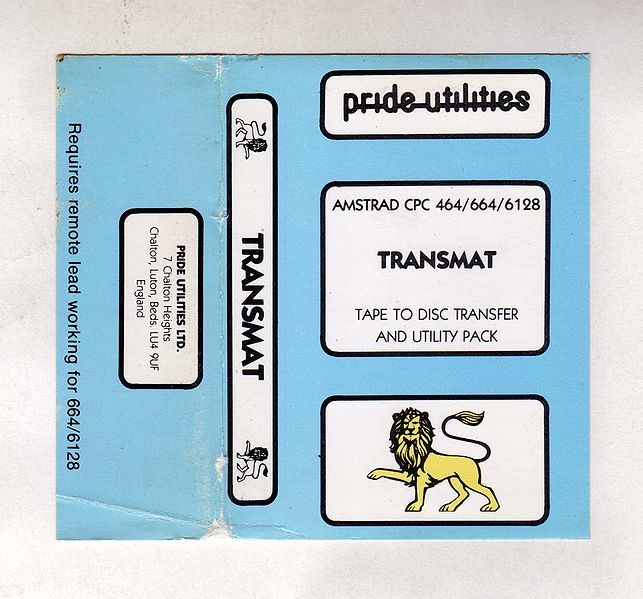 Requires remote lead working for 664/6128
PRIDE UTILITIES LTD.
7 Chalton Heights
Chalton, Luton, Beds. LU4 9UF
England
TRANSMAT
pride utilities
AMSTRAD CPC 464/664/6128
TRANSMAT
TAPE TO DISC TRANSFER
AND UTILITY PACK